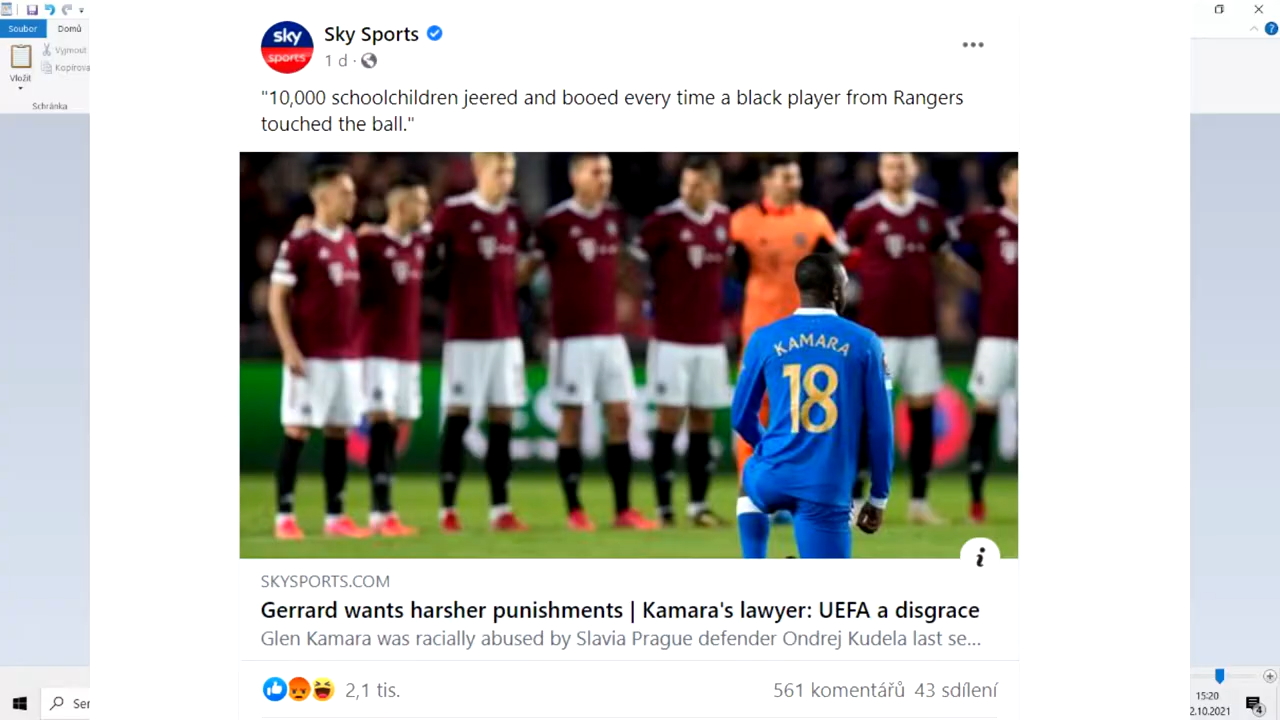 Soubor
Domů
Vložit
Vyjmout
Kopírova
Schránka
sky
sports
Sky Sports
1 d ·
"10,000 schoolchildren jeered and booed every time a black player from Rangers
touched the ball."
KAMARA
18
i
SKYSPORTS.COM
Gerrard wants harsher punishments | Kamara's lawyer: UEFA a disgrace
Glen Kamara was racially abused by Slavia Prague defender Ondrej Kudela last se...
2,1 tis.
561 komentářů 43 sdílení
Ser
15:20
2.10.2021
4